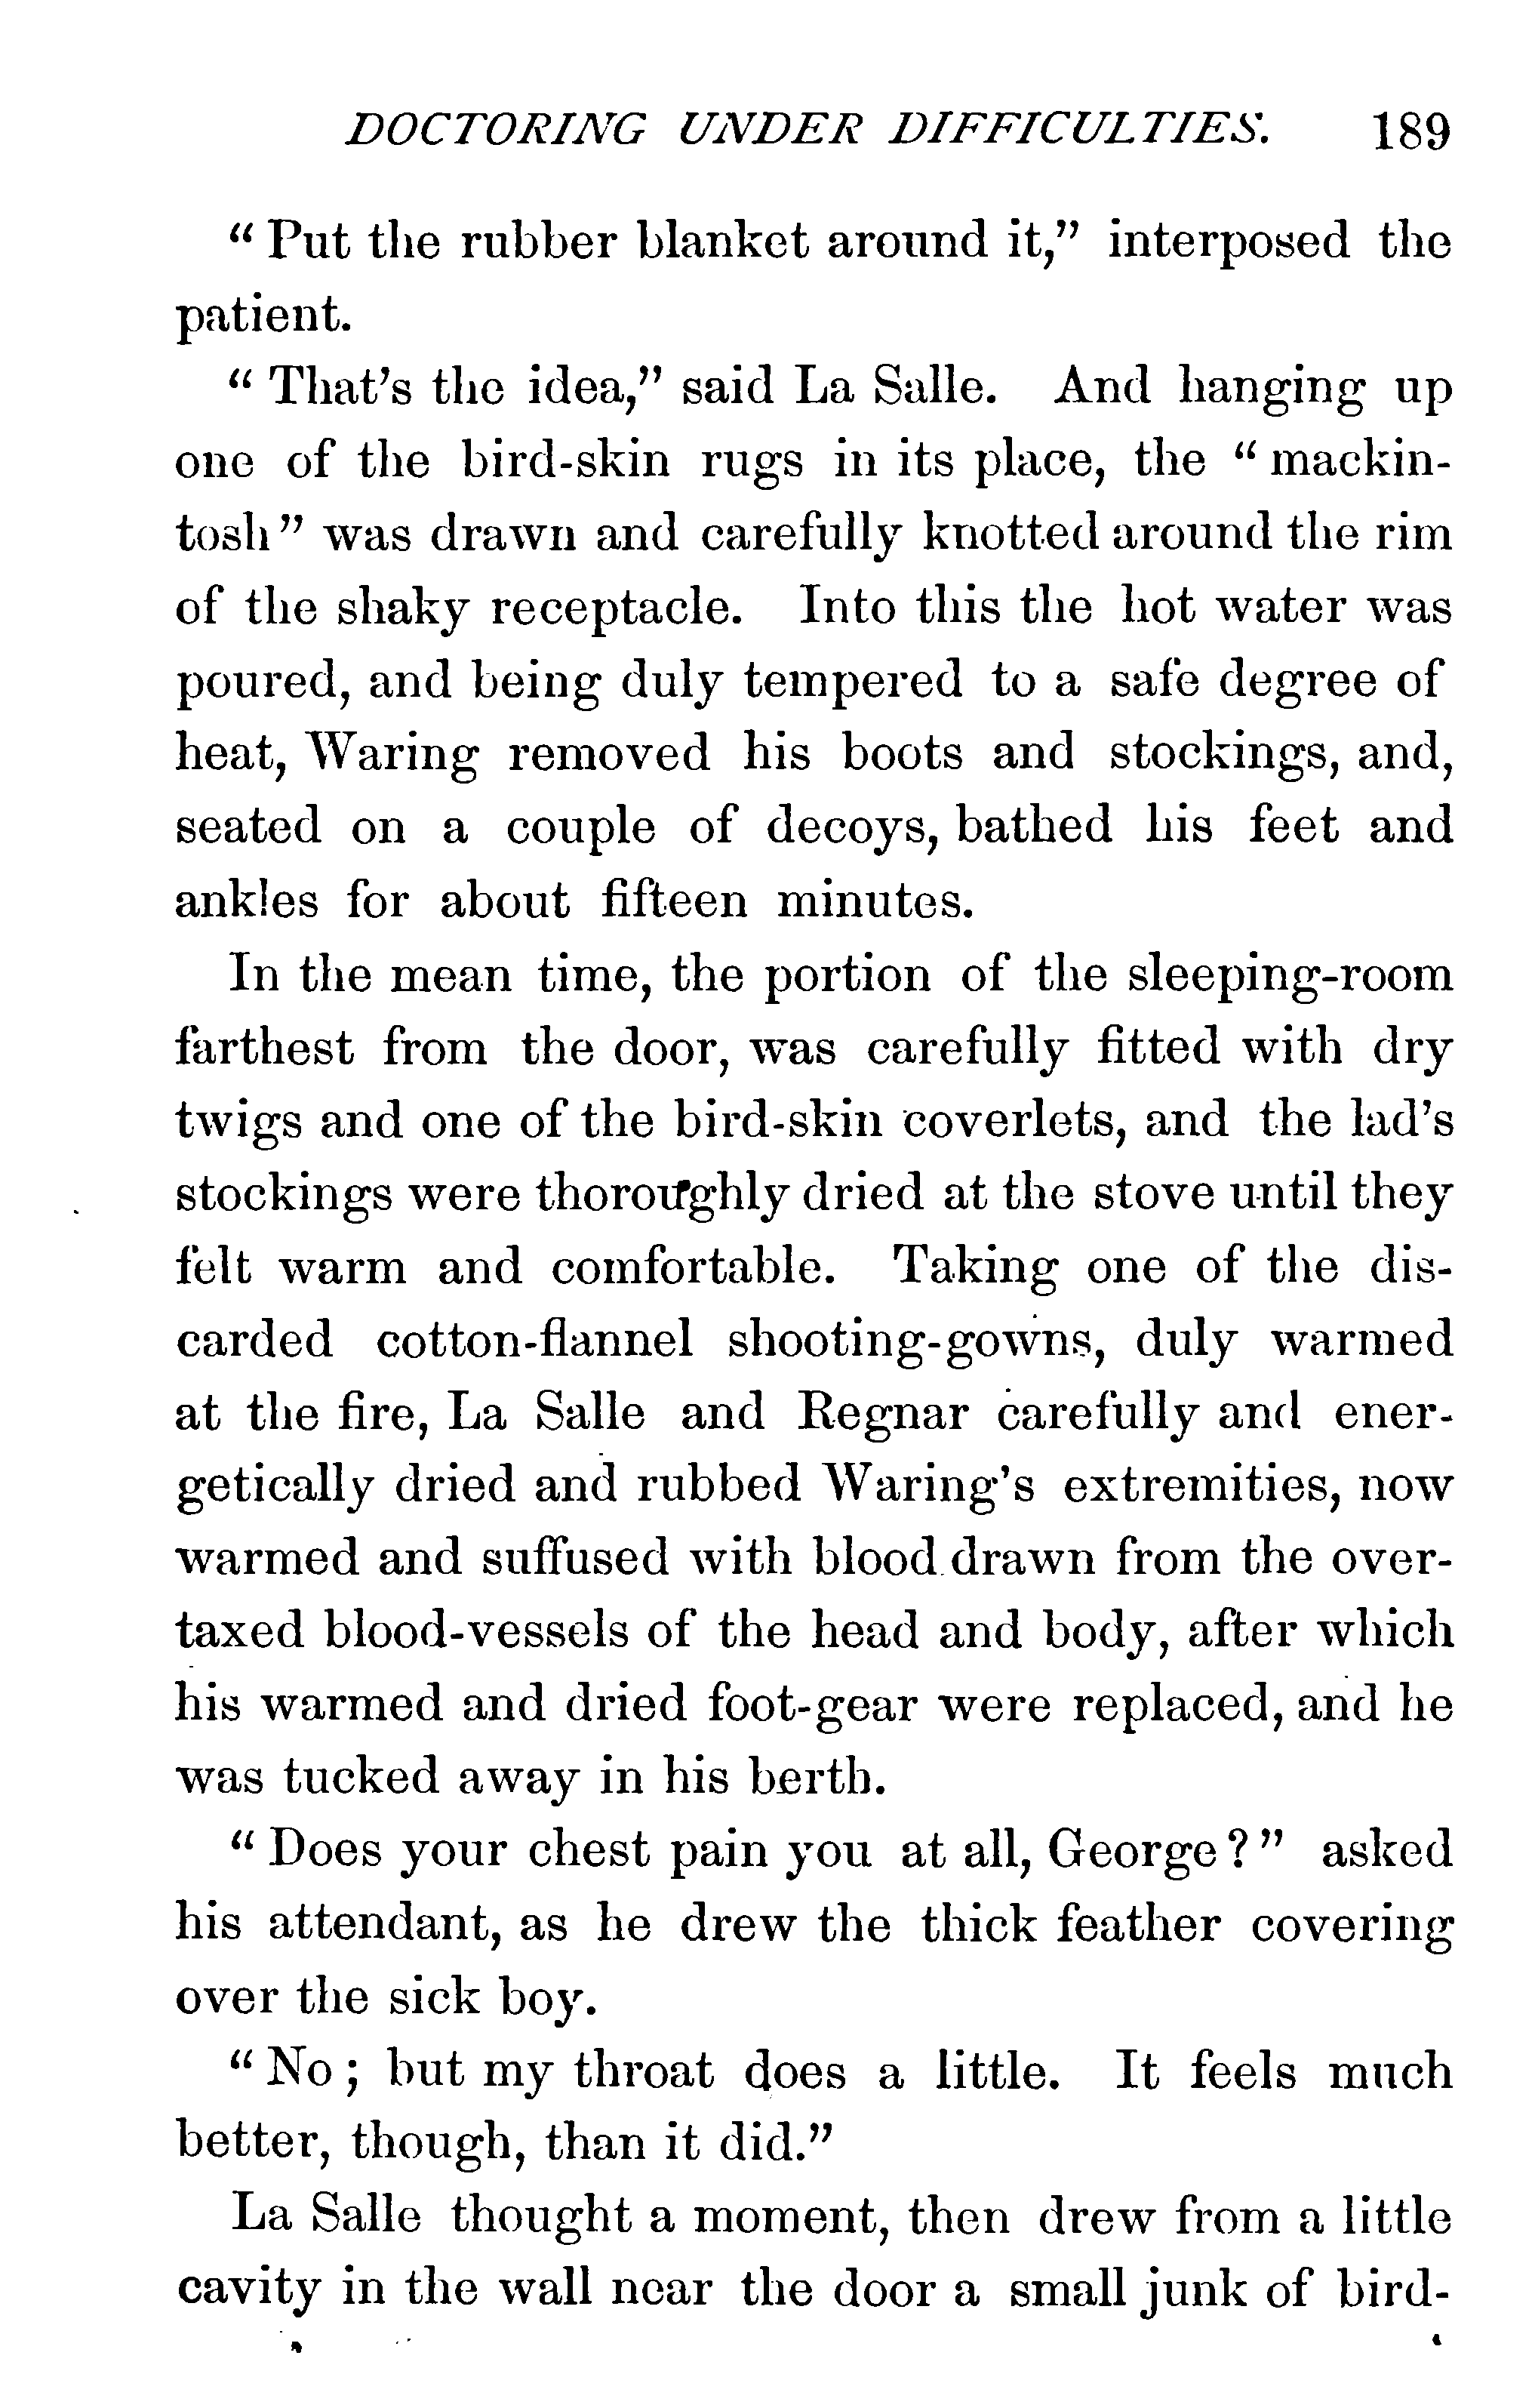 DOCTORING UNDER DIFFICULTIES. 189
“Put the rubber blanket around it,” interposed the
patient.
“That's the idea,” said La Salle. And hanging up
one of the bird-skin rugs in its place, the “mackin-
tosh” was drawn and carefully knotted around the rim
of the shaky receptacle. Into this the hot water was
poured, and being duly tempered to a safe degree of
heat, Waring removed his boots and stockings, and,
seated on a couple of decoys, bathed his feet and
ankles for about fifteen minutes.
In the mean time, the portion of the sleeping-room
farthest from the door, was carefully fitted with dry
twigs and one of the bird-skin coverlets, and the lad's
stockings were thoroughly dried at the stove until they
felt warm and comfortable. Taking one of the dis-
carded cotton-flannel shooting-gowns, duly warmed
at the fire, La Salle and Regnar carefully and ener-
getically dried and rubbed Waring's extremities, now
warmed and suffused with blood drawn from the over-
taxed blood-vessels of the head and body, after which
his warmed and dried foot-gear were replaced, and he
was tucked away in his berth.
“Does your chest pain you at all, George?” asked
his attendant, as he drew the thick feather covering
over the sick boy.
“No; but my throat does a little. It feels much
better, though, than it did.”
La Salle thought a moment, then drew from a little
cavity in the wall near the door a small junk of bird-